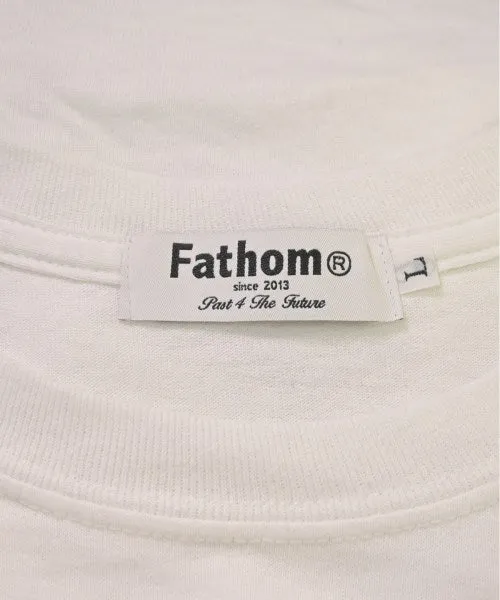 Fathom®
since 2013
Past 4 The Future
L